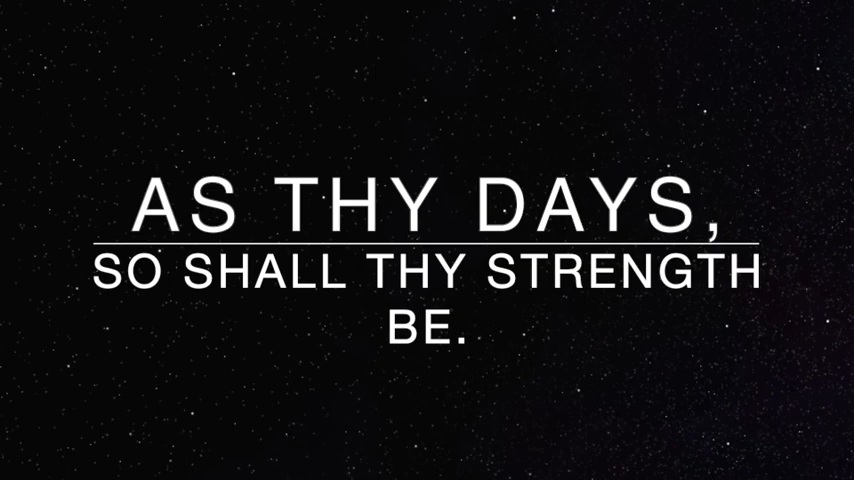 AS THY DAYS,
SO SHALL THY STRENGTH
BE.